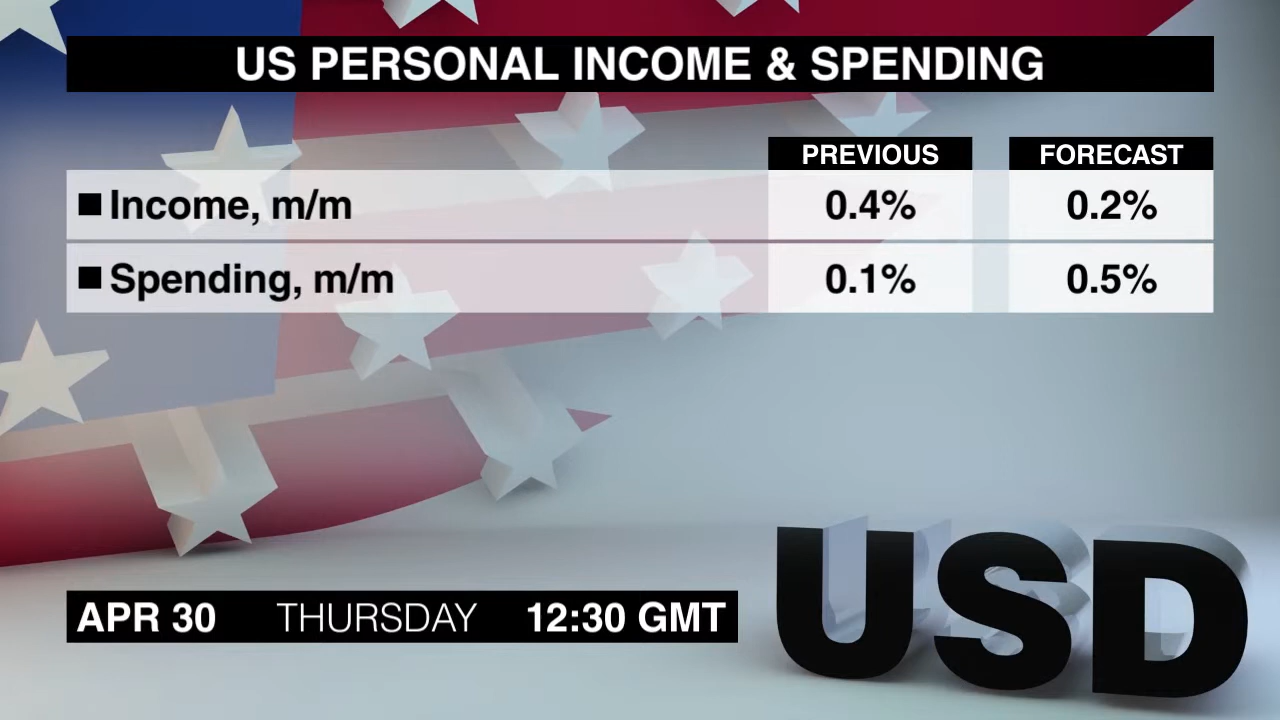 US PERSONAL INCOME & SPENDING
PREVIOUS FORECAST
Income, m/m 0.4% 0.2%
Spending, m/m 0.1% 0.5%
APR 30 THURSDAY 12:30 GMT
USD